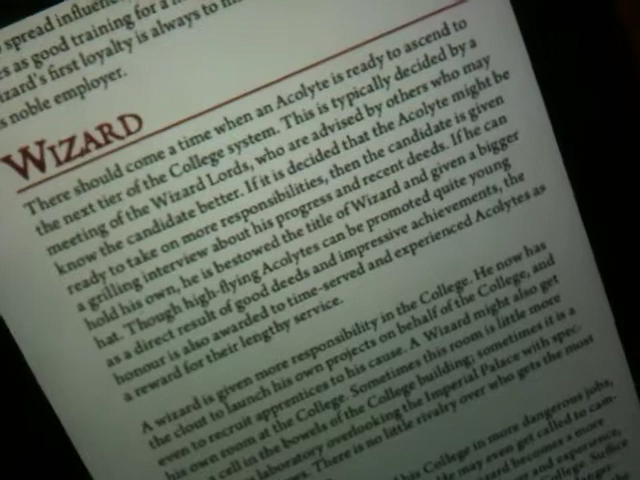 spread influence
es as good training for a
izard's first loyalty is always to
s noble employer.
WIZARD
There should come a time when an Acolyte is ready to ascend to
the next tier of the College system. This is typically decided by a
meeting of the Wizard Lords, who are advised by others who may
know the candidate better. If it is decided that the Acolyte might be
ready to take on more responsibilities, then the candidate is given
a grilling interview about his progress and recent deeds. If he can
hold his own, he is bestowed the title of Wizard and given a bigger
hat. Though high-flying Acolytes can be promoted quite young
as a direct result of good deeds and impressive achievements, the
honour is also awarded to time-served and experienced Acolytes as
a reward for their lengthy service.
A wizard is given more responsibility in the College. He now has
the clout to launch his own projects on behalf of the College, and
even to recruit apprentices to his cause. A Wizard might also get
his own room at the College. Sometimes this room is little more
a cell in the bowels of the College building; sometimes it is a
laboratory overlooking the Imperial Palace with spec-
. There is no little rivalry over who gets the most
his College in more dangerous jobs,
He may even get called to cam-
wizard becomes a more
and experience,
College Suffice